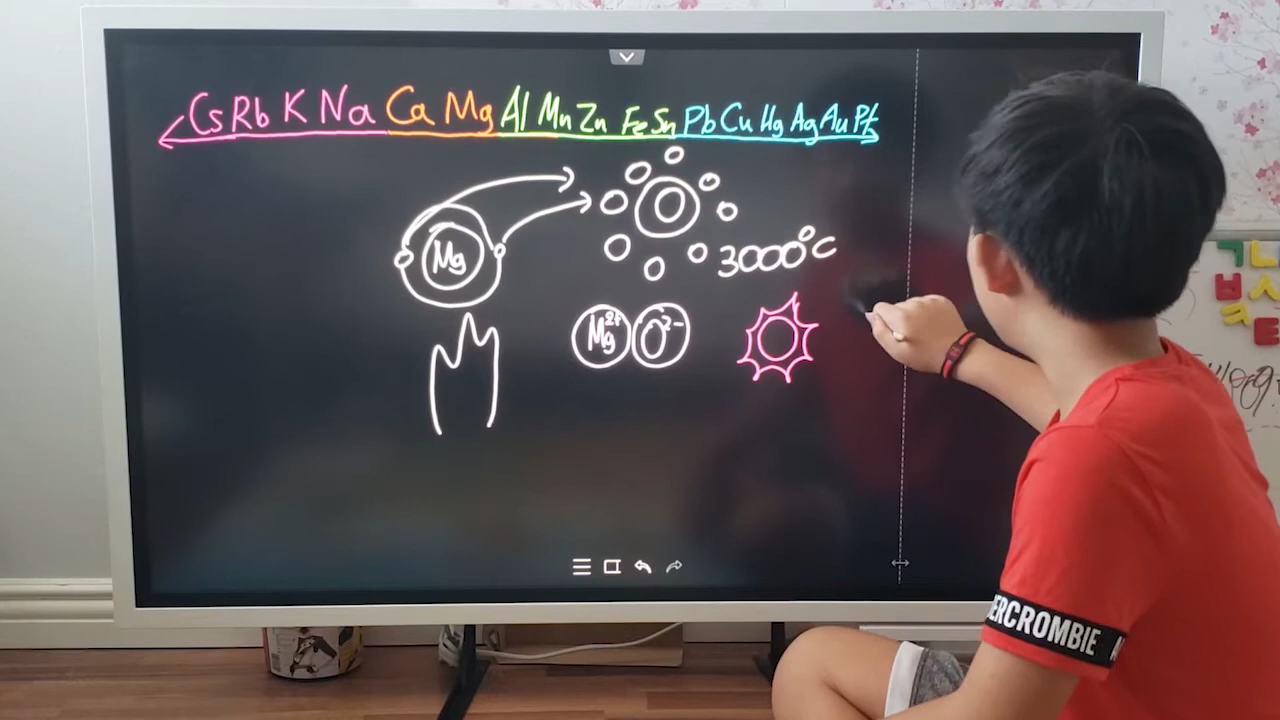 Cs Rb K Na Ca Mg Al Mn Zn Fe Sn Pb Cu Hg Ag Au Pt
O
Mg
3000°C
Mg2+ O2-
ERCROMBIE A